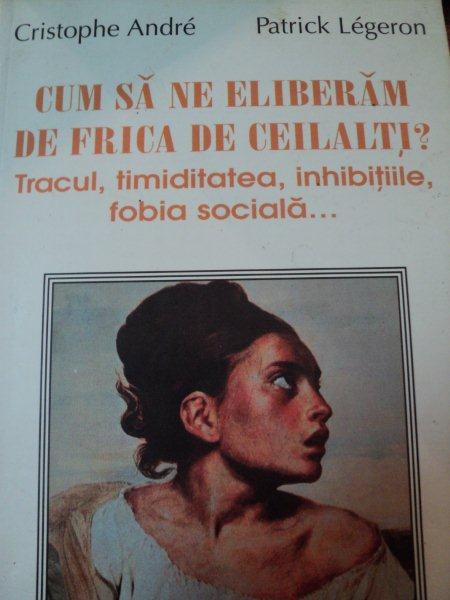 Cristophe André Patrick Légeron
CUM SĂ NE ELIBERĂM
DE FRICA DE CEILALȚI?
Tracul, timiditatea, inhibițiile,
fobia socială...